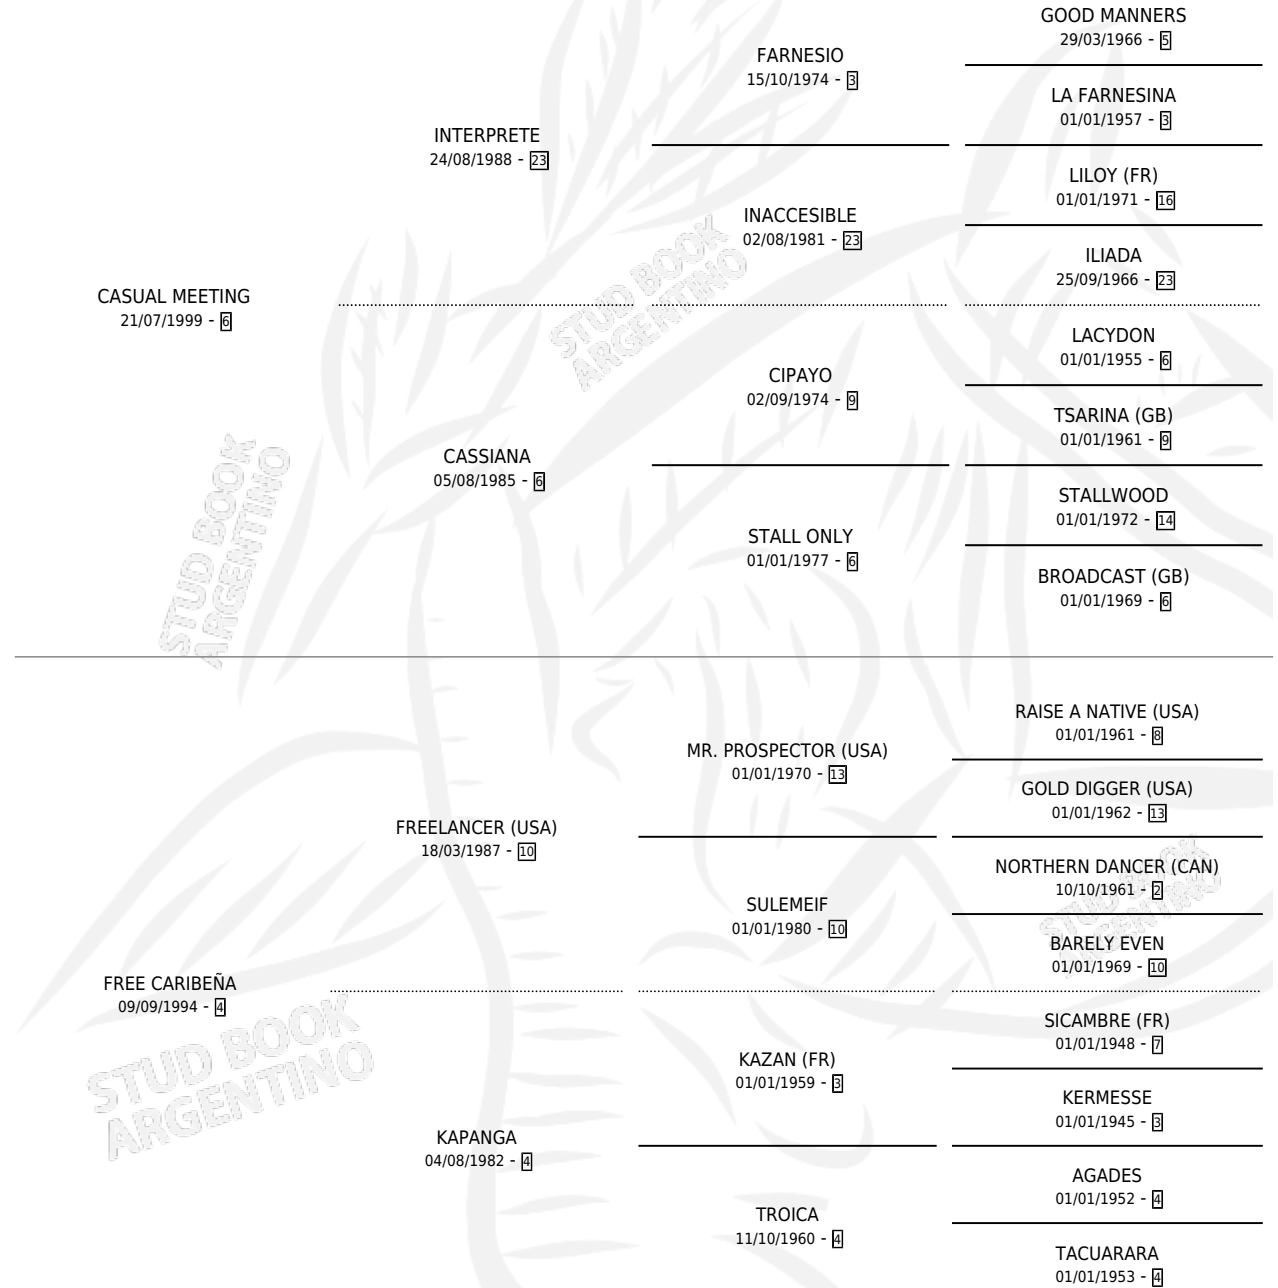 GOOD MANNERS
29/03/1966 - 5
FARNESIO
15/10/1974 - 3
LA FARNESINA
01/01/1957 - 3
INTERPRETE
24/08/1988 - 23
LILOY (FR)
01/01/1971 - 16
INACCESIBLE
02/08/1981 - 23
ILIADA
25/09/1966 - 23
CASUAL MEETING
21/07/1999 - 6
LACYDON
01/01/1955 - 6
CIPAYO
02/09/1974 - 9
TSARINA (GB)
01/01/1961 - 9
CASSIANA
05/08/1985 - 6
STALLWOOD
01/01/1972 - 14
STALL ONLY
01/01/1977 - 6
BROADCAST (GB)
01/01/1969 - 6
RAISE A NATIVE (USA)
01/01/1961 - 8
MR. PROSPECTOR (USA)
01/01/1970 - 13
GOLD DIGGER (USA)
01/01/1962 - 13
FREELANCER (USA)
18/03/1987 - 10
NORTHERN DANCER (CAN)
10/10/1961 - 2
SULEMEIF
01/01/1980 - 10
BARELY EVEN
01/01/1969 - 10
FREE CARIBEÑA
09/09/1994 - 4
SICAMBRE (FR)
01/01/1948 - 7
KAZAN (FR)
01/01/1959 - 3
KERMESSE
01/01/1945 - 3
KAPANGA
04/08/1982 - 4
AGADES
01/01/1952 - 4
TROICA
11/10/1960 - 4
TACUARARA
01/01/1953 - 4
STUD BOOK
ARGENTINO
STUD BOOK
ARGENTINO
STUD BOOK
ARGENTINO
STUD BOOK
ARGENTINO